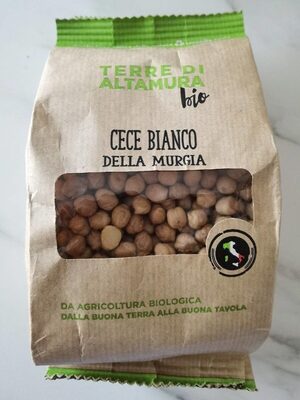 TERRE DI
ALTAMURA
bio
CECE BIANCO
DELLA MURGIA
DA AGRICOLTURA BIOLOGICA
DALLA BUONA TERRA ALLA BUONA TAVOLA